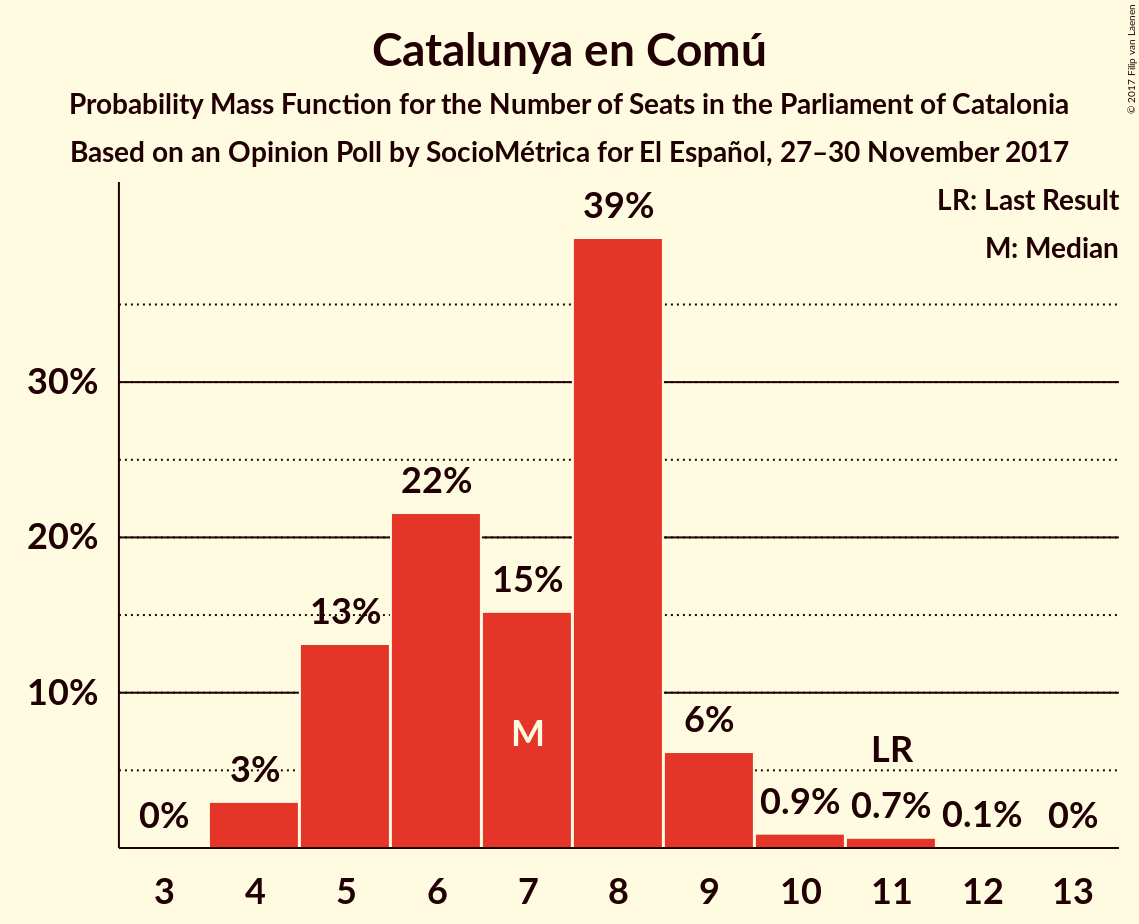 Catalunya en Comú
Probability Mass Function for the Number of Seats in the Parliament of Catalonia
Based on an Opinion Poll by SocioMétrica for El Español, 27–30 November 2017
© 2017 Filip van Laenen
LR: Last Result
M: Median
39%
30%
22%
20%
15%
13%
10%
M
6%
LR
3%
0%
0.9%
0.7%
0.1%
0%
3 4 5 6 7 8 9 10 11 12 13